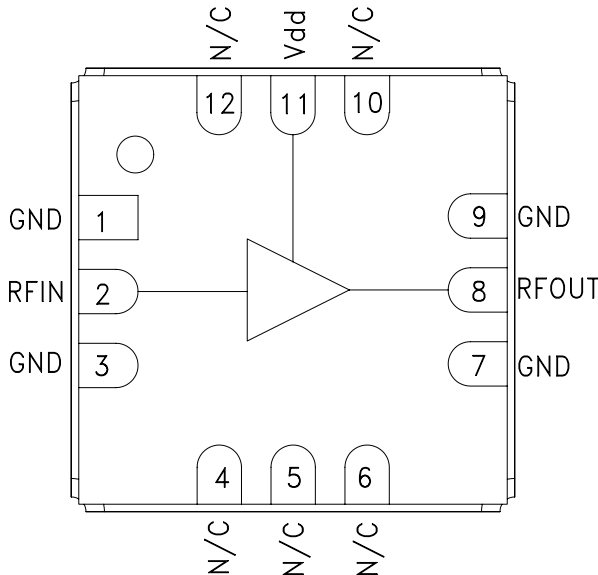 N/C
Vdd
N/C
12
11
10
GND
1
9
GND
RFIN
2
8
RFOUT
GND
3
7
GND
4
5
6
N/C
N/C
N/C